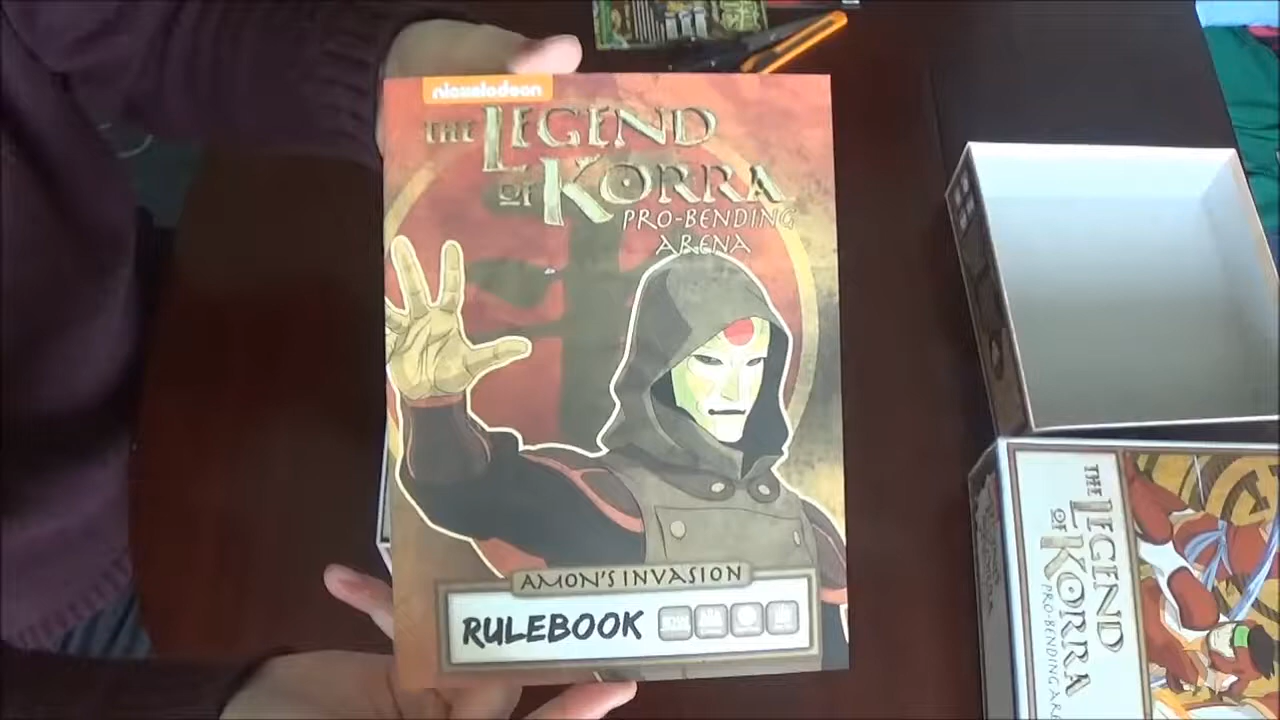 nickelodeon
THE LEGEND
OF KORRA
PRO-BENDING
ARENA
AMON'S INVASION
RULEBOOK
THE LEGEND
OF KORRA
PRO-BENDING